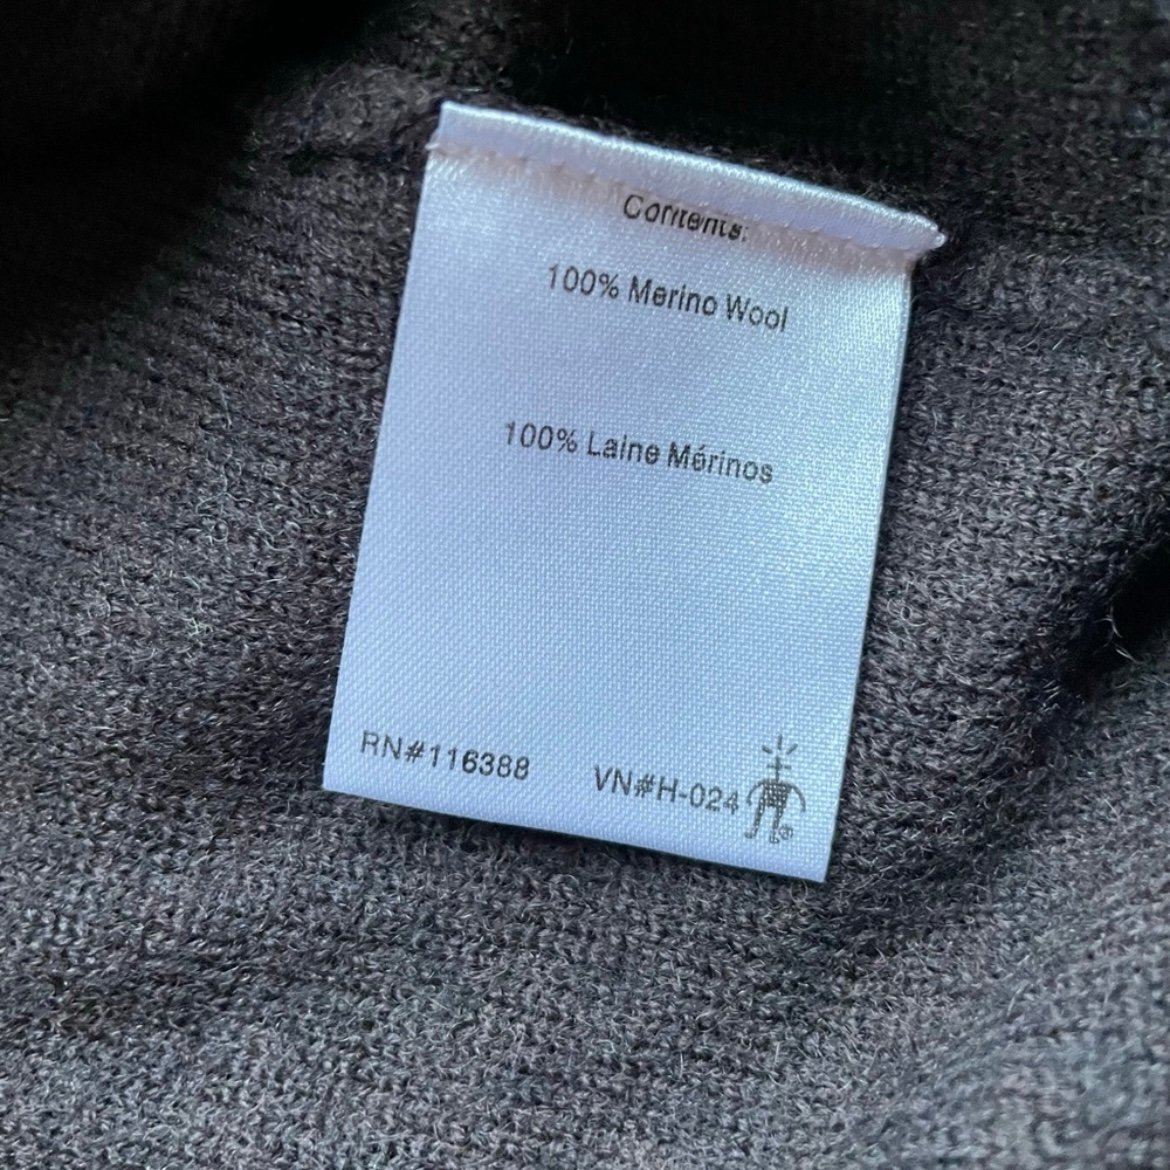 Contents:
100% Merino Wool
100% Laine Mérinos
RN#116388 VN#H-024